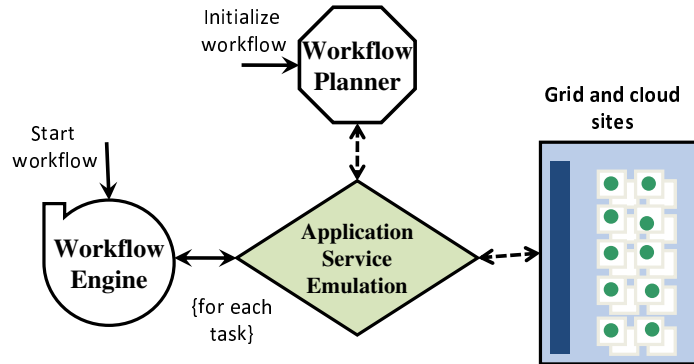 Initialize
workflow
Workflow
Planner
Grid and cloud
sites
Start
workflow
Workflow
Engine
Application
Service
Emulation
{for each
task}